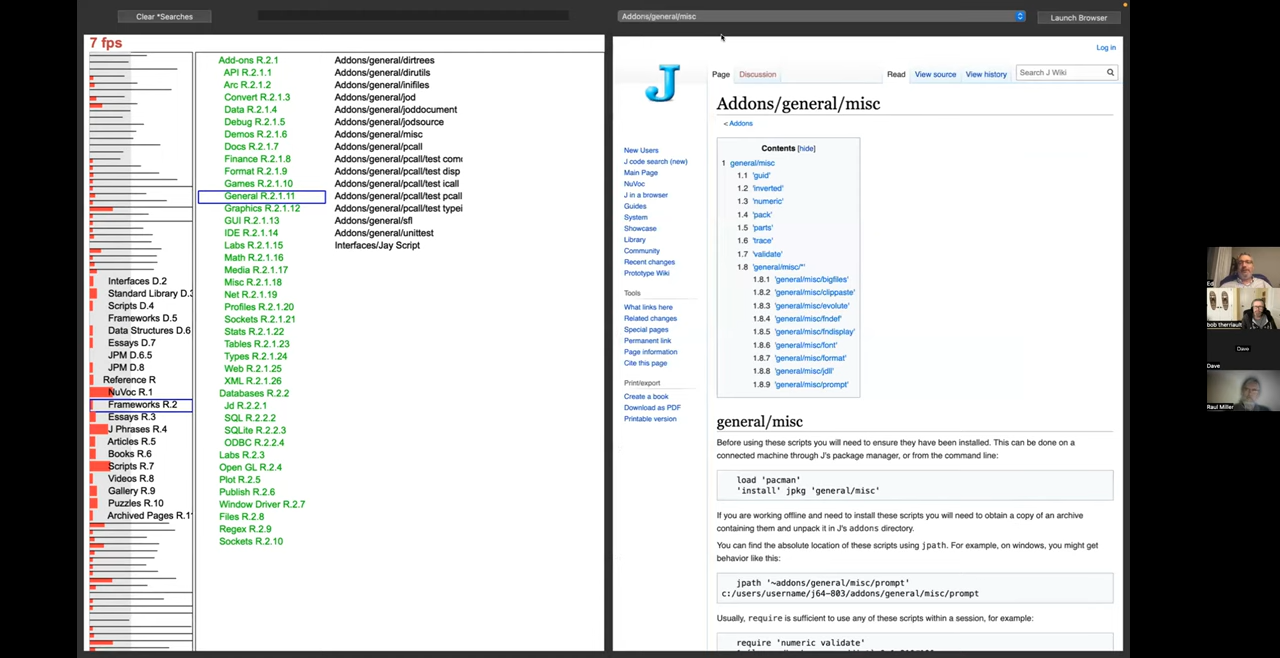 Clear *Searches
Addons/general/misc
Launch Browser
7 fps
Interfaces D.2
Standard Library D.3
Scripts D.4
Frameworks D.5
Data Structures D.6
Essays D.7
JPM D.6.5
JPM D.8
Reference R
NuVoc R.1
Frameworks R.2
Essays R.3
J Phrases R.4
Articles R.5
Books R.6
Scripts R.7
Videos R.8
Gallery R.9
Puzzles R.10
Archived Pages R.11
Add-ons R.2.1
API R.2.1.1
Arc R.2.1.2
Convert R.2.1.3
Data R.2.1.4
Debug R.2.1.5
Demos R.2.1.6
Docs R.2.1.7
Finance R.2.1.8
Format R.2.1.9
Games R.2.1.10
General R.2.1.11
Graphics R.2.1.12
GUI R.2.1.13
IDE R.2.1.14
Labs R.2.1.15
Math R.2.1.16
Media R.2.1.17
Misc R.2.1.18
Net R.2.1.19
Profiles R.2.1.20
Sockets R.2.1.21
Stats R.2.1.22
Tables R.2.1.23
Types R.2.1.24
Web R.2.1.25
XML R.2.1.26
Databases R.2.2
Jd R.2.2.1
SQL R.2.2.2
SQLite R.2.2.3
ODBC R.2.2.4
Labs R.2.3
Open GL R.2.4
Plot R.2.5
Publish R.2.6
Window Driver R.2.7
Files R.2.8
Regex R.2.9
Sockets R.2.10
Addons/general/dirtrees
Addons/general/dirutils
Addons/general/inifiles
Addons/general/jod
Addons/general/joddocument
Addons/general/jodsource
Addons/general/misc
Addons/general/pcall
Addons/general/pcall/test como
Addons/general/pcall/test disp
Addons/general/pcall/test icall
Addons/general/pcall/test pcall
Addons/general/pcall/test typei
Addons/general/sfl
Addons/general/unittest
Interfaces/Jay Script
Log in
Page
Discussion
Read
View source
View history
Search J Wiki
J
New Users
J code search (new)
Main Page
NuVoc
J in a browser
Guides
System
Showcase
Library
Community
Recent changes
Prototype Wiki
Tools
What links here
Related changes
Special pages
Permanent link
Page information
Cite this page
Print/export
Create a book
Download as PDF
Printable version
Addons/general/misc
< Addons
Contents [hide]
1 general/misc
1.1 'guid'
1.2 'inverted'
1.3 'numeric'
1.4 'pack'
1.5 'parts'
1.6 'trace'
1.7 'validate'
1.8 'general/misc/*'
1.8.1 'general/misc/bigfiles'
1.8.2 'general/misc/clippaste'
1.8.3 'general/misc/evolute'
1.8.4 'general/misc/fndef'
1.8.5 'general/misc/fndisplay'
1.8.6 'general/misc/font'
1.8.7 'general/misc/format'
1.8.8 'general/misc/jdll'
1.8.9 'general/misc/prompt'
general/misc
Before using these scripts you will need to ensure they have been installed. This can be done on a
connected machine through J's package manager, or from the command line:
load 'pacman'
'install' jpkg 'general/misc'
If you are working offline and need to install these scripts you will need to obtain a copy of an archive
containing them and unpack it in J's addons directory.
You can find the absolute location of these scripts using jpath. For example, on windows, you might get
behavior like this:
jpath '~addons/general/misc/prompt'
c:/users/username/j64-803/addons/general/misc/prompt
Usually, require is sufficient to use any of these scripts within a session, for example:
require 'numeric validate'
Ed
bob therriault
Dave
Dave
Raul Miller